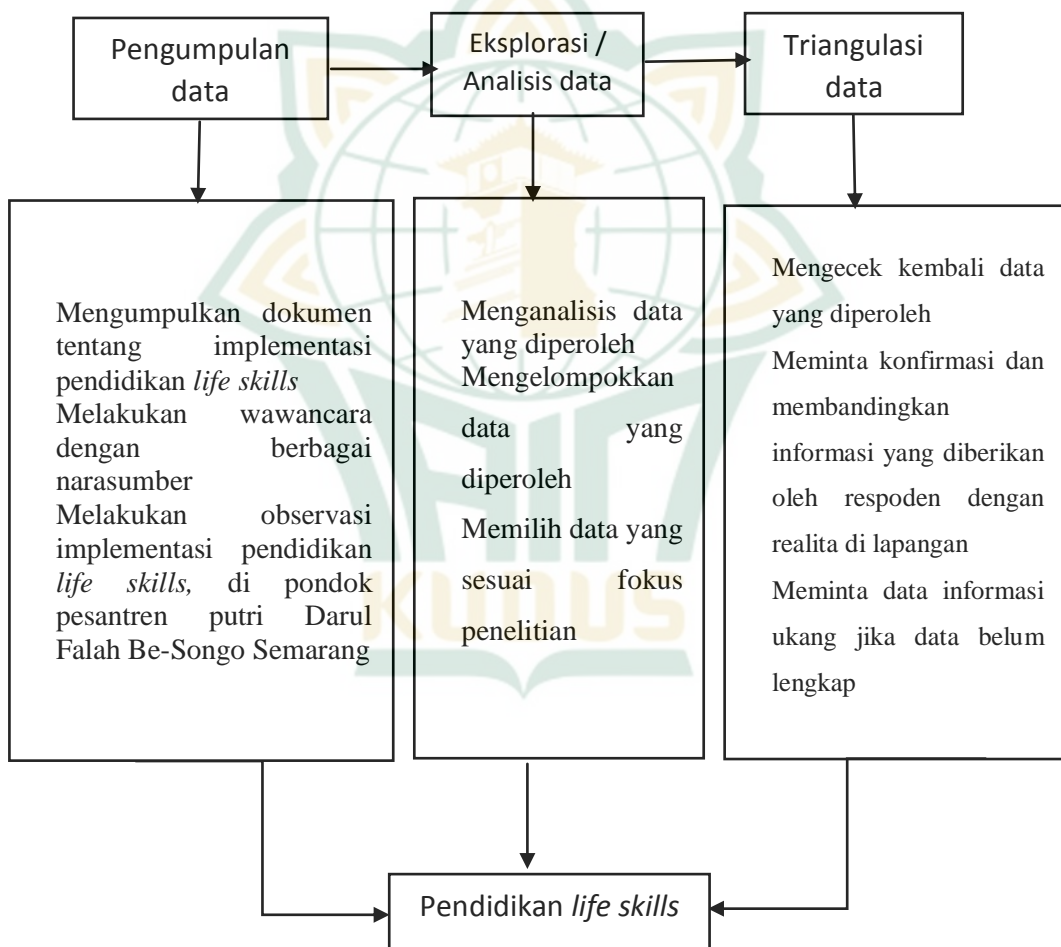 Pengumpulan
data
Eksplorasi /
Analisis data
Triangulasi
data
Mengumpulkan dokumen
tentang implementasi
pendidikan life skills
Melakukan wawancara
dengan berbagai
narasumber
Melakukan observasi
implementasi pendidikan
life skills, di pondok
pesantren putri Darul
Falah Be-Songo Semarang
Menganalisis data
yang diperoleh
Mengelompokkan
data yang
diperoleh
Memilih data yang
sesuai fokus
penelitian
Mengecek kembali data
yang diperoleh
Meminta konfirmasi dan
membandingkan
informasi yang diberikan
oleh respoden dengan
realita di lapangan
Meminta data informasi
ukang jika data belum
lengkap
Pendidikan life skills
IAIN
KUDUS